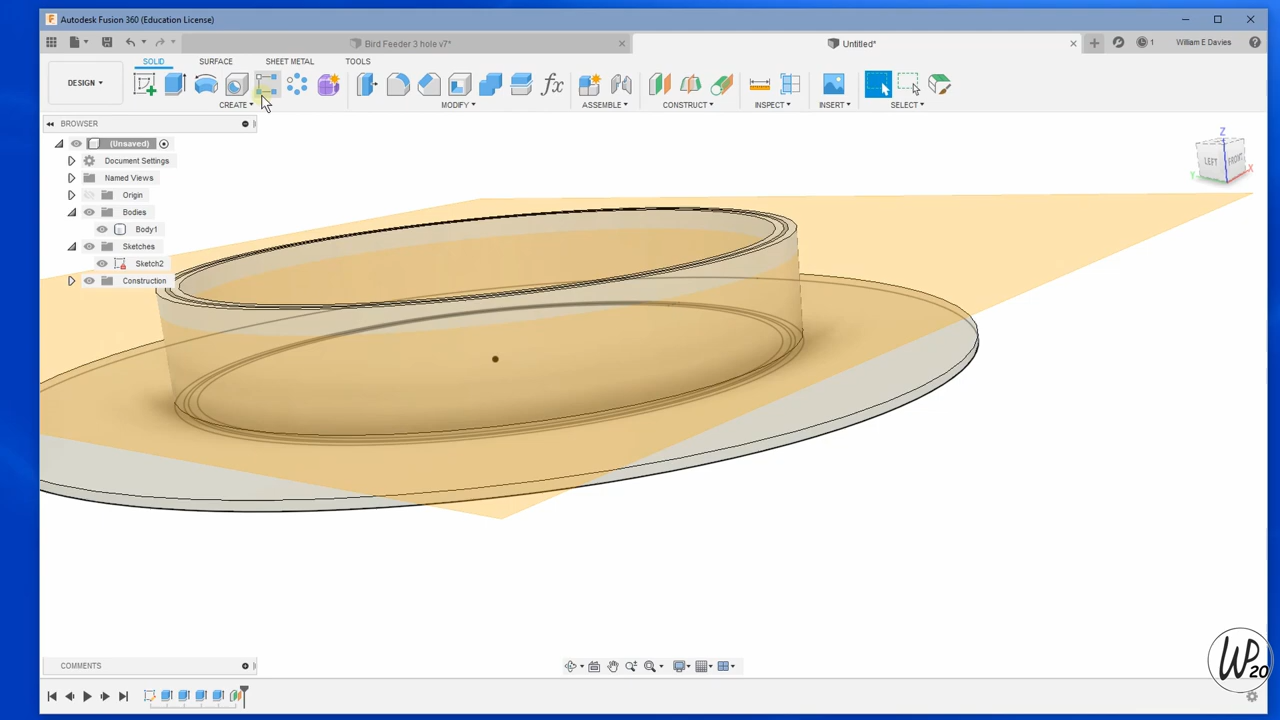 Autodesk Fusion 360 (Education License)
Bird Feeder 3 hole v7*
Untitled*
1
William E Davies
DESIGN
SOLID
SURFACE
SHEET METAL
TOOLS
CREATE
MODIFY
ASSEMBLE
CONSTRUCT
INSPECT
INSERT
SELECT
fx
BROWSER
(Unsaved)
Document Settings
Named Views
Origin
Bodies
Body1
Sketches
Sketch2
Construction
Z
LEFT
FRONT
Y
X
COMMENTS
WP
20